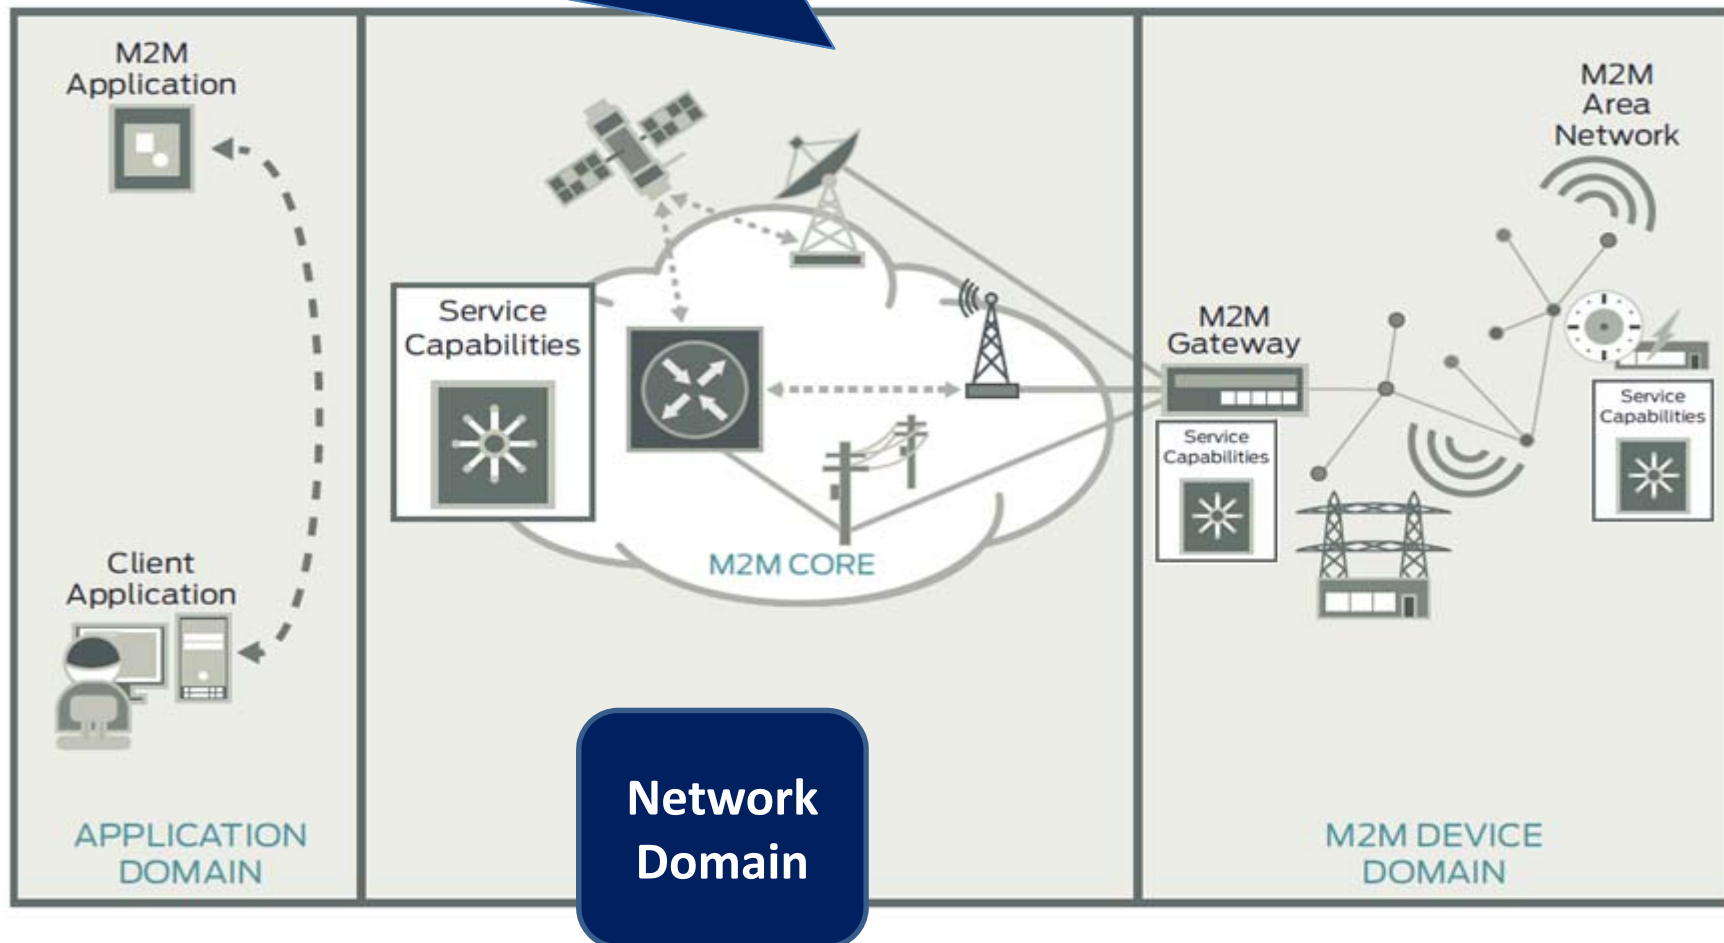 M2M
Application
Client
Application
APPLICATION
DOMAIN
Service
Capabilities
M2M CORE
Network
Domain
M2M
Area
Network
M2M
Gateway
Service
Capabilities
Service
Capabilities
M2M DEVICE
DOMAIN